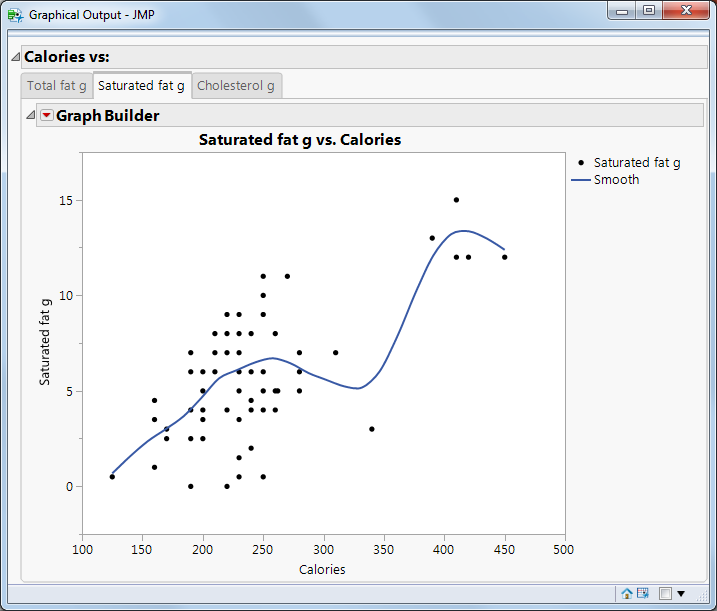 Graphical Output - JMP
Calories vs:
Total fat g
Saturated fat g
Cholesterol g
Graph Builder
Saturated fat g vs. Calories
Saturated fat g
Smooth
Saturated fat g
15
10
5
0
100
150
200
250
300
350
400
450
500
Calories